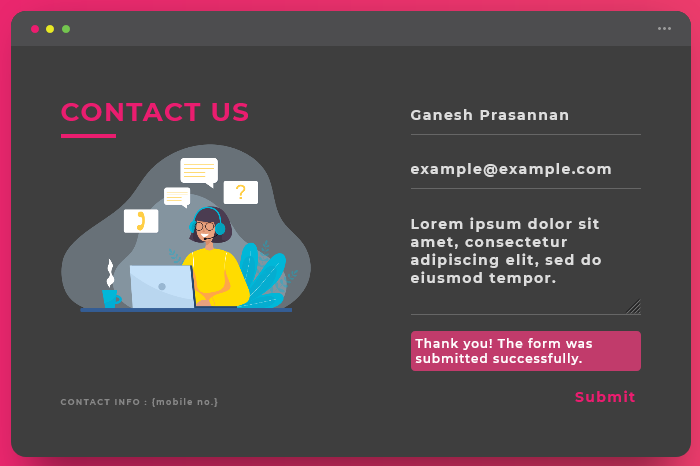 CONTACT US
?
CONTACT INFO : {mobile no.}
Ganesh Prasannan
example@example.com
Lorem ipsum dolor sit
amet, consectetur
adipiscing elit, sed do
eiusmod tempor.
Thank you! The form was
submitted successfully.
Submit